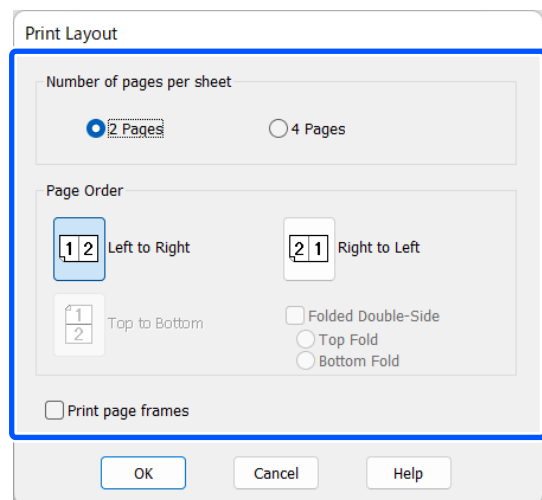 Print Layout
Number of pages per sheet
2 Pages
4 Pages
Page Order
1 2 Left to Right
2 1 Right to Left
1
2
Top to Bottom
Folded Double-Side
Top Fold
Bottom Fold
Print page frames
OK Cancel Help